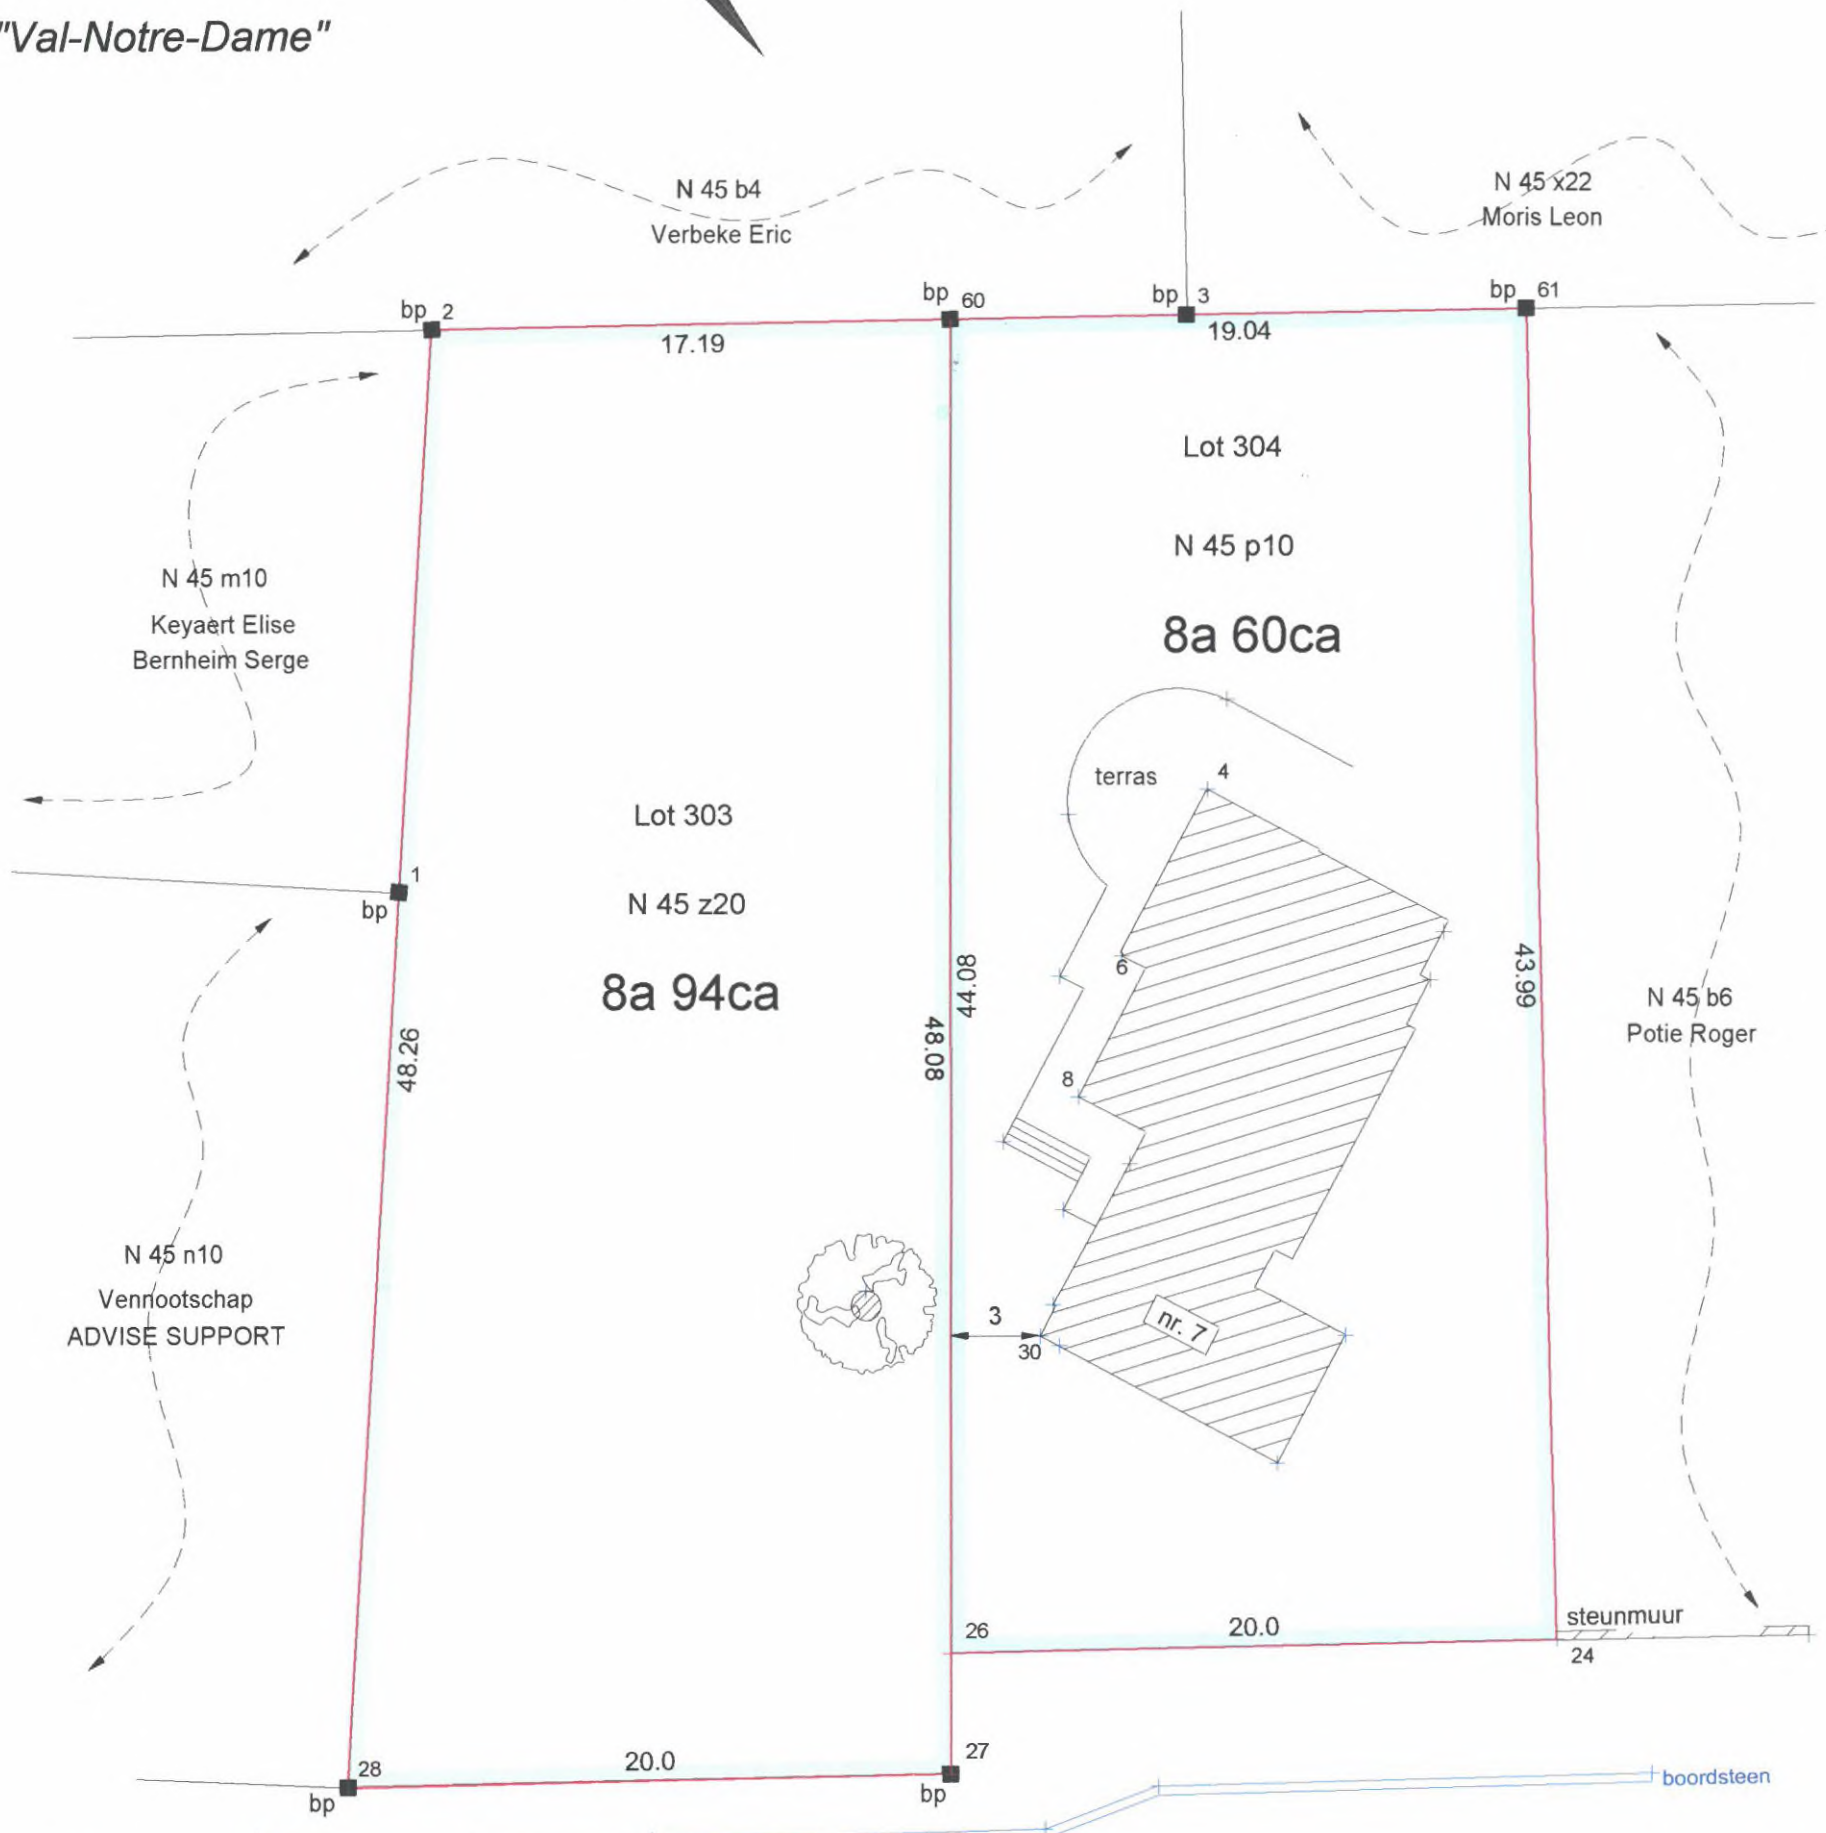 "Val-Notre-Dame"
N 45 b4
Verbeke Eric
N 45 x22
Moris Leon
bp 2
bp 60
bp 3
bp 61
17.19
19.04
Lot 304
N 45 p10
8a 60ca
N 45 m10
Keyaert Elise
Bernheim Serge
terras
4
Lot 303
N 45 z20
8a 94ca
1
bp
6
8
48.26
48.08
44.08
43.99
N 45 b6
Potie Roger
N 45 n10
Vennootschap
ADVISE SUPPORT
3
30
nr. 7
26
20.0
steunmuur
24
28
20.0
27
bp
bp
boordsteen